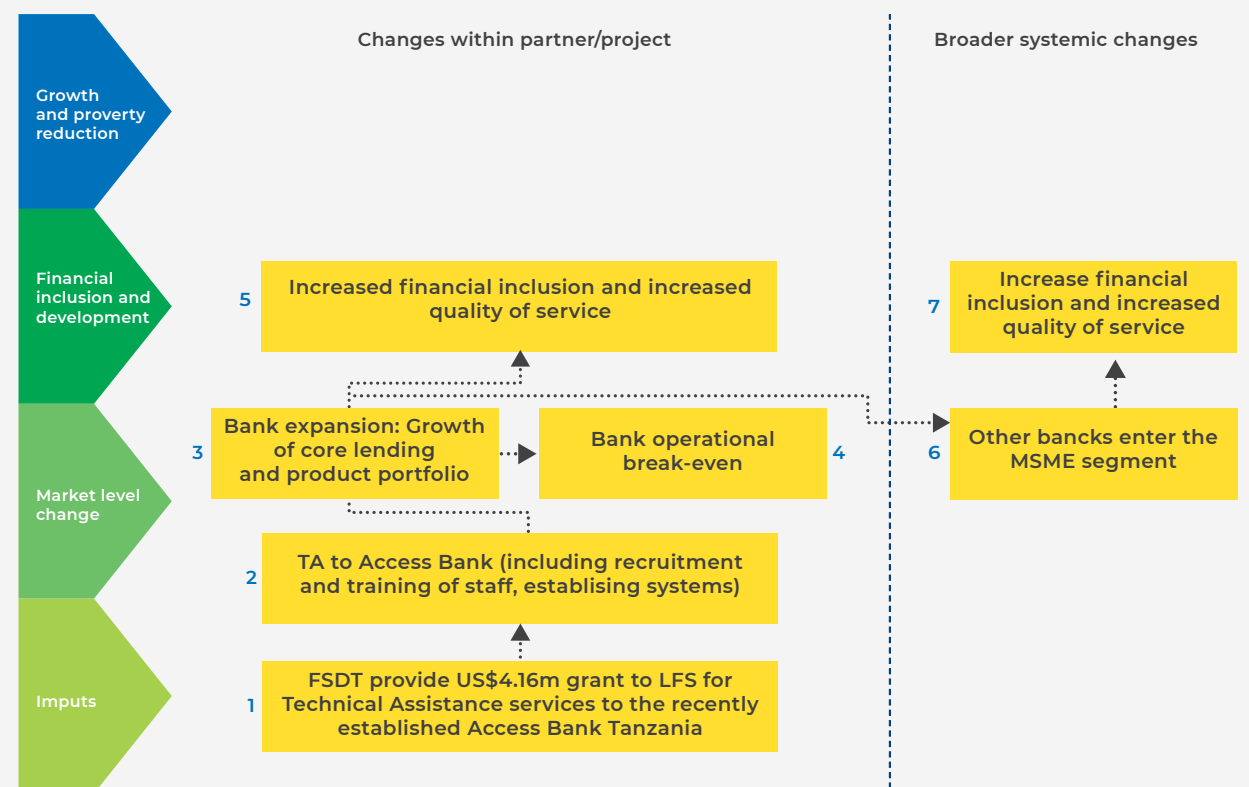 Changes within partner/project
Broader systemic changes
Growth
and proverty
reduction
Financial
inclusion and
development
5
Increased financial inclusion and increased
quality of service
7
Increase financial
inclusion and increased
quality of service
Market level
change
3
Bank expansion: Growth
of core lending
and product portfolio
Bank operational
break-even
4
6
Other bancks enter the
MSME segment
2
TA to Access Bank (including recruitment
and training of staff, establising systems)
Imputs
1
FSDT provide US$4.16m grant to LFS for
Technical Assistance services to the recently
established Access Bank Tanzania